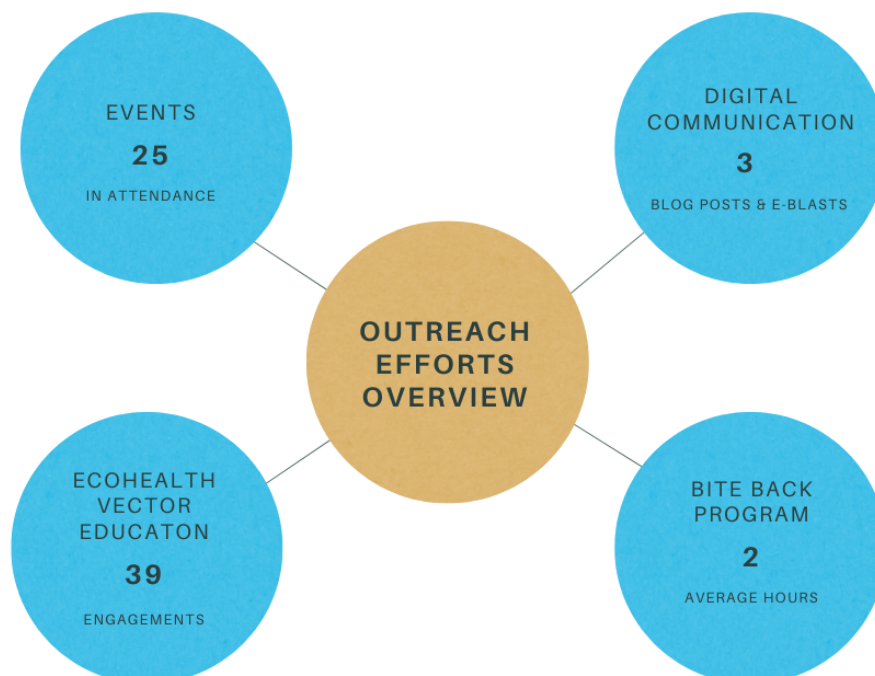 EVENTS
25
IN ATTENDANCE
DIGITAL
COMMUNICATION
3
BLOG POSTS & E-BLASTS
OUTREACH
EFFORTS
OVERVIEW
ECOHEALTH
VECTOR
EDUCATON
39
ENGAGEMENTS
BITE BACK
PROGRAM
2
AVERAGE HOURS